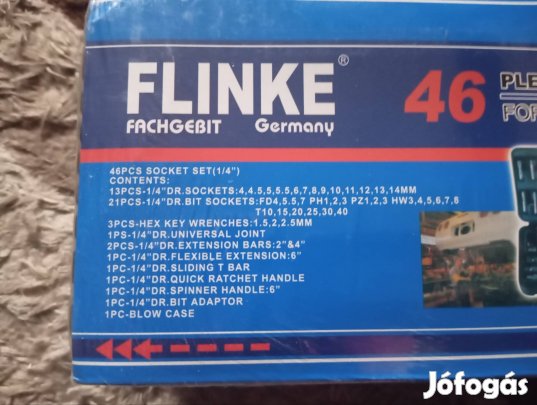 FLINKE®
FACHGEBIT Germany
46
FOR
46PCS SOCKET SET(1/4")
CONTENTS:
13PCS-1/4"DR.SOCKETS:4,4.5,5,5.5,6,7,8,9,10,11,12,13,14MM
21PCS-1/4"DR.BIT SOCKETS:FD4,5.5,7 PH1,2,3 PZ1,2,3 HW3,4,5,6,7,8
T10,15,20,25,30,40
3PCS-HEX KEY WRENCHES:1.5,2,2.5MM
1PS-1/4"DR.UNIVERSAL JOINT
2PCS-1/4"DR.EXTENSION BARS:2"&4"
1PC-1/4"DR.FLEXIBLE EXTENSION:6"
1PC-1/4"DR.SLIDING T BAR
1PC-1/4"DR.QUICK RATCHET HANDLE
1PC-1/4"DR.SPINNER HANDLE:6"
1PC-1/4"DR.BIT ADAPTOR
1PC-BLOW CASE
Jófogás